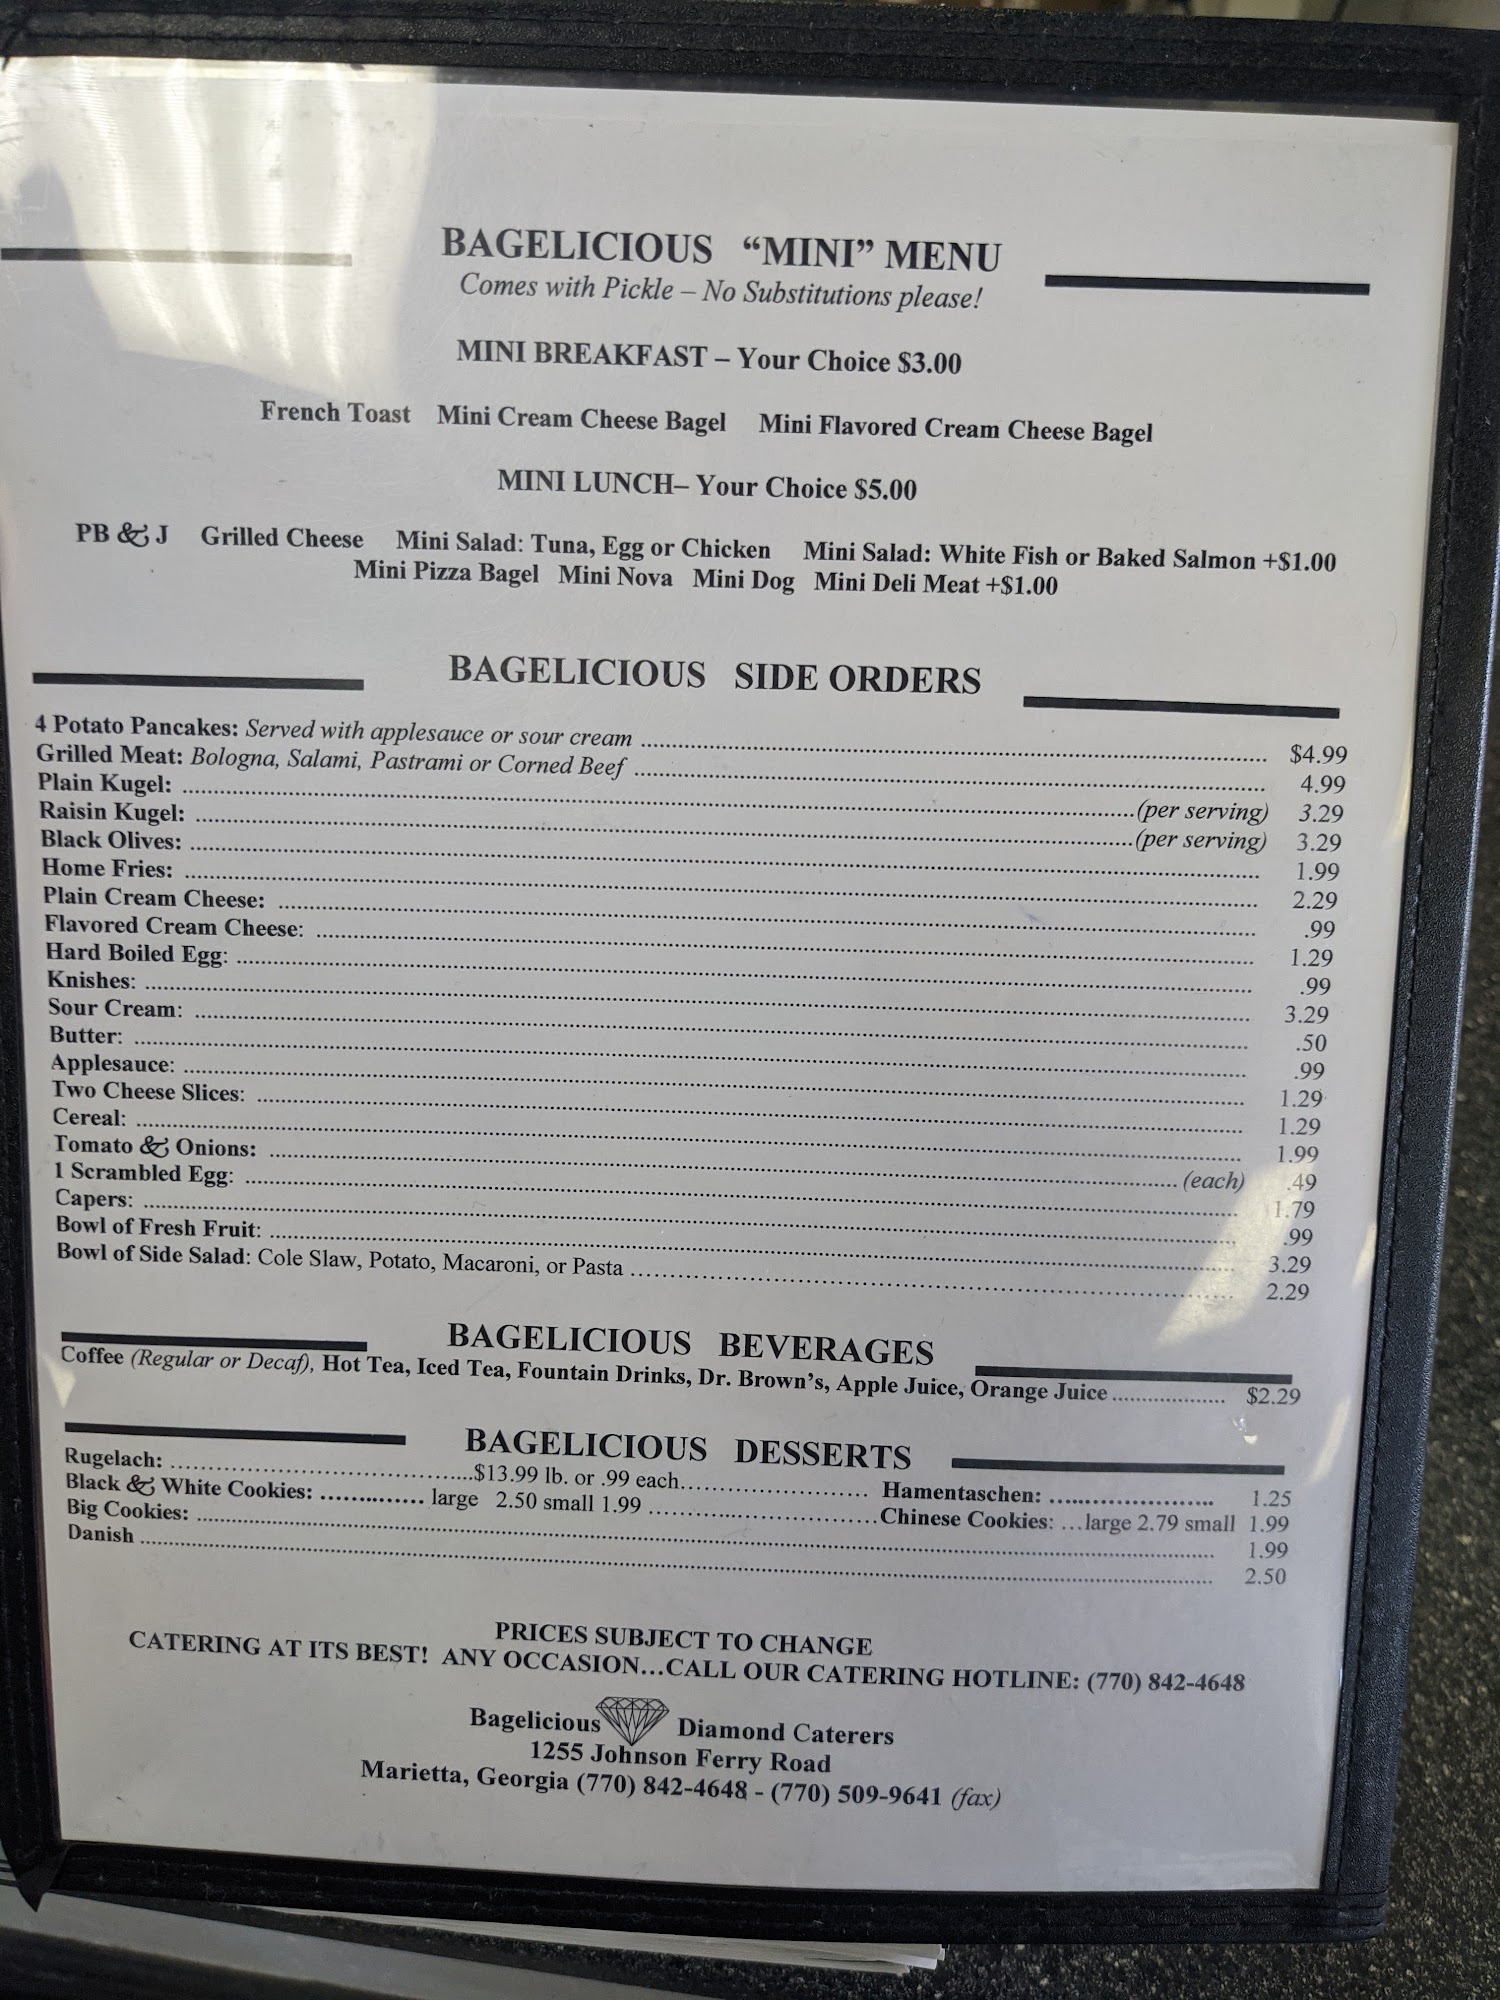 BAGELICIOUS "MINI" MENU
Comes with Pickle – No Substitutions please!
MINI BREAKFAST – Your Choice $3.00
French Toast Mini Cream Cheese Bagel Mini Flavored Cream Cheese Bagel
MINI LUNCH– Your Choice $5.00
PB & J Grilled Cheese Mini Salad: Tuna, Egg or Chicken Mini Salad: White Fish or Baked Salmon +$1.00
Mini Pizza Bagel Mini Nova Mini Dog Mini Deli Meat +$1.00
BAGELICIOUS SIDE ORDERS
4 Potato Pancakes: Served with applesauce or sour cream ........ $4.99
Grilled Meat: Bologna, Salami, Pastrami or Corned Beef ........ 4.99
Plain Kugel: ........(per serving) 3.29
Raisin Kugel: ........(per serving) 3.29
Black Olives: ........ 1.99
Home Fries: ........ 2.29
Plain Cream Cheese: ........ .99
Flavored Cream Cheese: ........ 1.29
Hard Boiled Egg: ........ .99
Knishes: ........ 3.29
Sour Cream: ........ .50
Butter: ........ .99
Applesauce: ........ 1.29
Two Cheese Slices: ........ 1.29
Cereal: ........ 1.99
Tomato & Onions: ........ (each) .49
1 Scrambled Egg: ........ 1.79
Capers: ........ .99
Bowl of Fresh Fruit: ........ 3.29
Bowl of Side Salad: Cole Slaw, Potato, Macaroni, or Pasta ........ 2.29
BAGELICIOUS BEVERAGES
Coffee (Regular or Decaf), Hot Tea, Iced Tea, Fountain Drinks, Dr. Brown's, Apple Juice, Orange Juice ........ $2.29
BAGELICIOUS DESSERTS
Rugelach: ........$13.99 lb. or .99 each........ Hamentaschen: ........ 1.25
Black & White Cookies: ........ large 2.50 small 1.99 ........Chinese Cookies: ...large 2.79 small 1.99
Big Cookies: ........ 1.99
Danish ........ 2.50
PRICES SUBJECT TO CHANGE
CATERING AT ITS BEST! ANY OCCASION...CALL OUR CATERING HOTLINE: (770) 842-4648
Bagelicious Diamond Caterers
1255 Johnson Ferry Road
Marietta, Georgia (770) 842-4648 - (770) 509-9641 (fax)